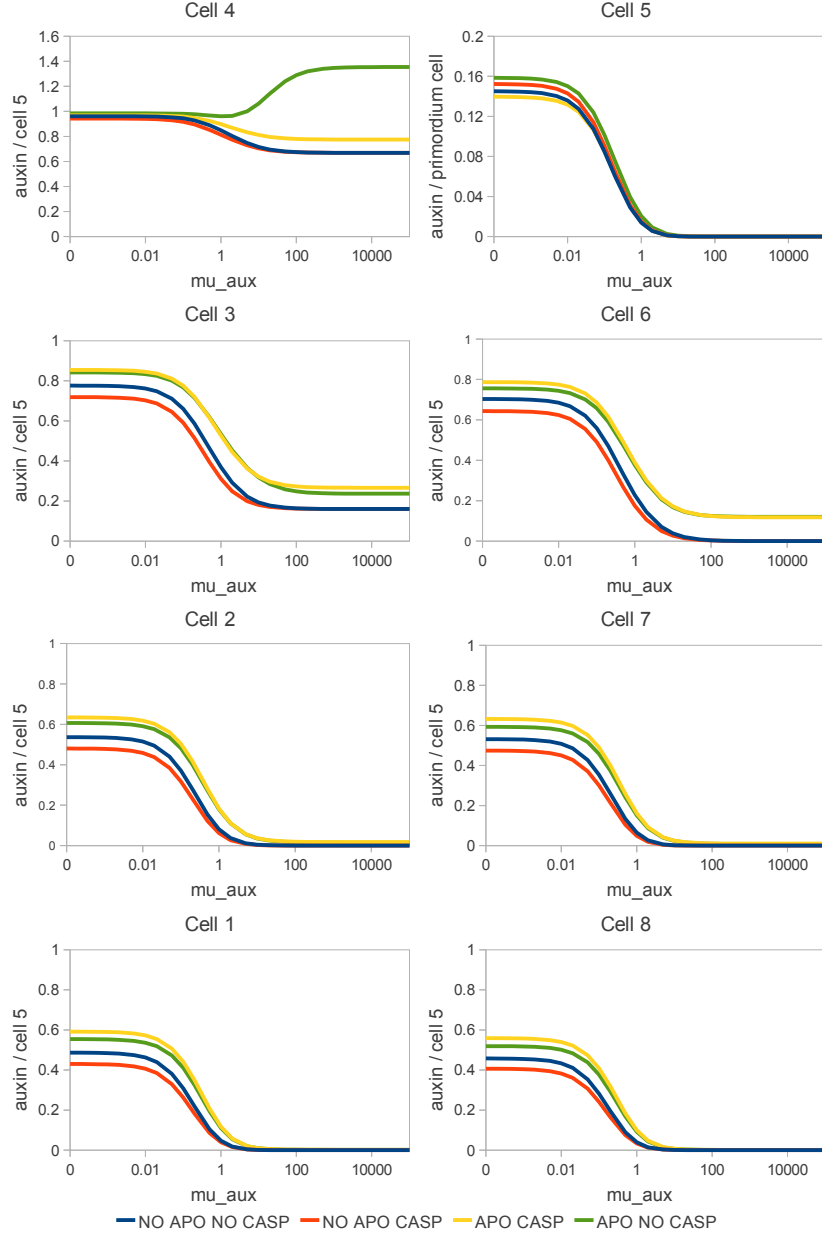 Cell 4
auxin / cell 5
1.6
1.4
1.2
1
0.8
0.6
0.4
0.2
0
0 0.01 1 100 10000
mu_aux
Cell 5
auxin / primordium cell
0.2
0.16
0.12
0.08
0.04
0
0 0.01 1 100 10000
mu_aux
Cell 3
auxin / cell 5
1
0.8
0.6
0.4
0.2
0
0 0.01 1 100 10000
mu_aux
Cell 6
auxin / cell 5
1
0.8
0.6
0.4
0.2
0
0 0.01 1 100 10000
mu_aux
Cell 2
auxin / cell 5
1
0.8
0.6
0.4
0.2
0
0 0.01 1 100 10000
mu_aux
Cell 7
auxin / cell 5
1
0.8
0.6
0.4
0.2
0
0 0.01 1 100 10000
mu_aux
Cell 1
auxin / cell 5
1
0.8
0.6
0.4
0.2
0
0 0.01 1 100 10000
mu_aux
Cell 8
auxin / cell 5
1
0.8
0.6
0.4
0.2
0
0 0.01 1 100 10000
mu_aux
NO APO NO CASP NO APO CASP APO CASP APO NO CASP